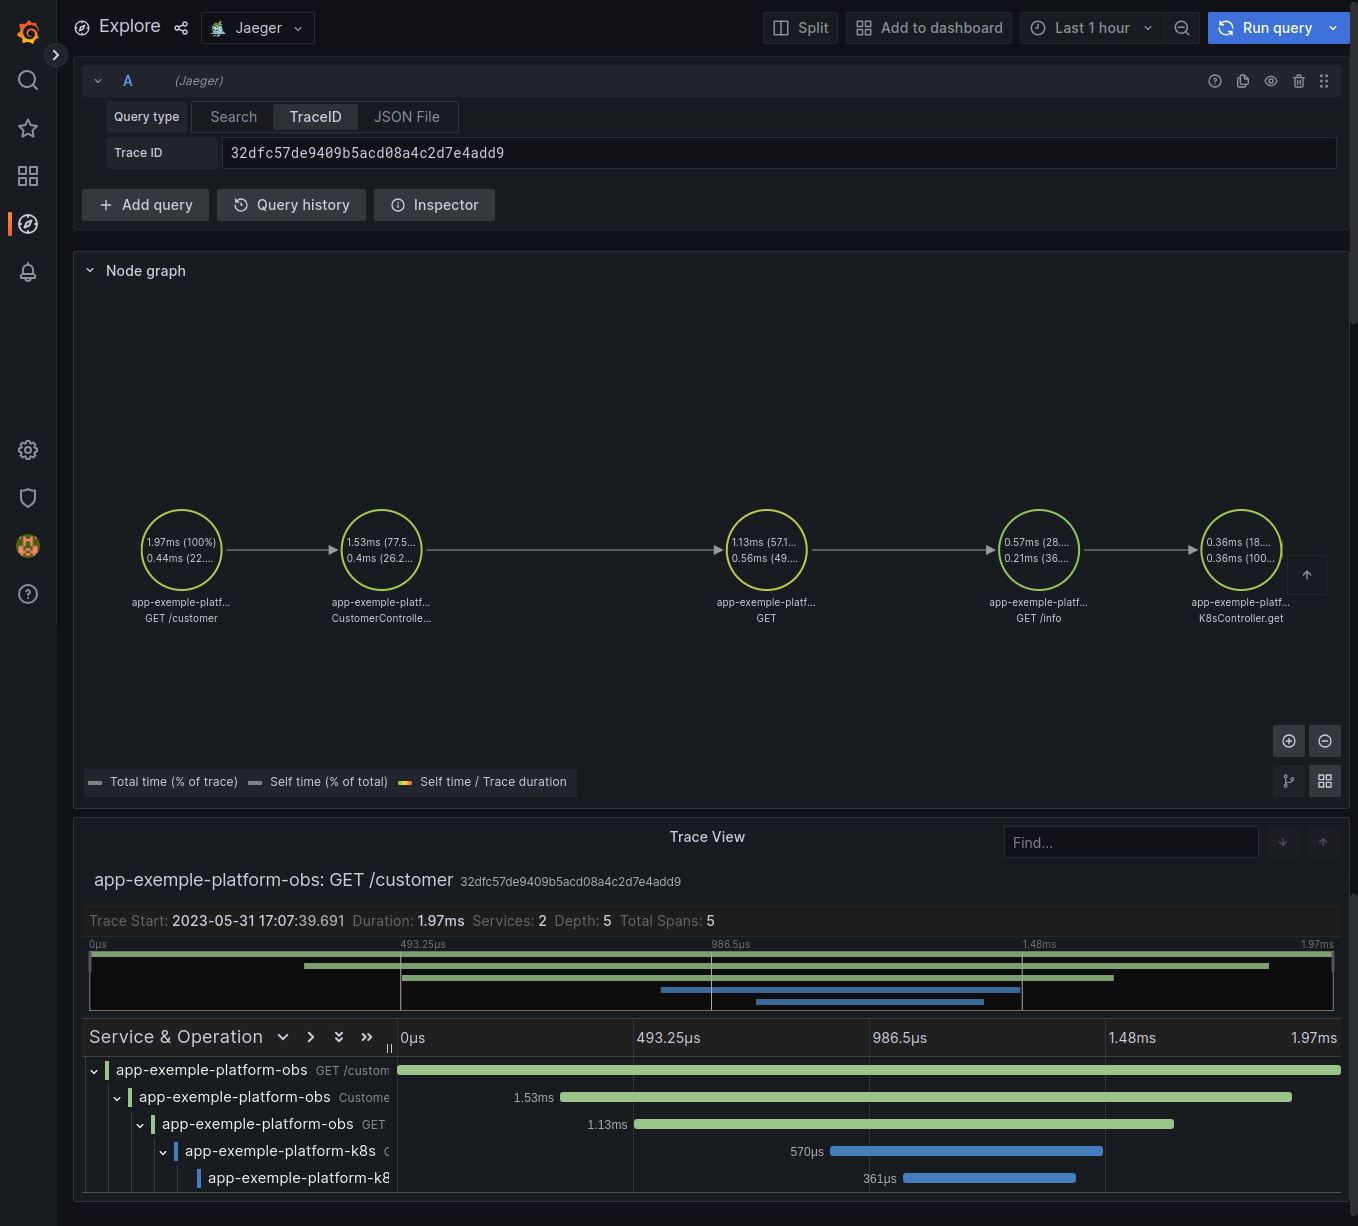 Explore
Jaeger
Split
Add to dashboard
Last 1 hour
Run query
A
(Jaeger)
Query type
Search
TraceID
JSON File
Trace ID
32dfc57de9409b5acd08a4c2d7e4add9
Add query
Query history
Inspector
Node graph
1.97ms (100%)
0.44ms (22....
app-exemple-platf...
GET /customer
1.53ms (77.5...
0.4ms (26.2...
app-exemple-platf...
CustomerControlle...
1.13ms (57.1...
0.56ms (49....
app-exemple-platf...
GET
0.57ms (28....
0.21ms (36....
app-exemple-platf...
GET /info
0.36ms (18....
0.36ms (100...
app-exemple-platf...
K8sController.get
Total time (% of trace)
Self time (% of total)
Self time / Trace duration
Trace View
Find...
app-exemple-platform-obs: GET /customer 32dfc57de9409b5acd08a4c2d7e4add9
Trace Start: 2023-05-31 17:07:39.691 Duration: 1.97ms Services: 2 Depth: 5 Total Spans: 5
0μs 493.25μs 986.5μs 1.48ms 1.97ms
Service & Operation 0μs 493.25μs 986.5μs 1.48ms 1.97ms
app-exemple-platform-obs GET /custom
app-exemple-platform-obs Custome 1.53ms
app-exemple-platform-obs GET 1.13ms
app-exemple-platform-k8s 570μs
app-exemple-platform-k8 361μs